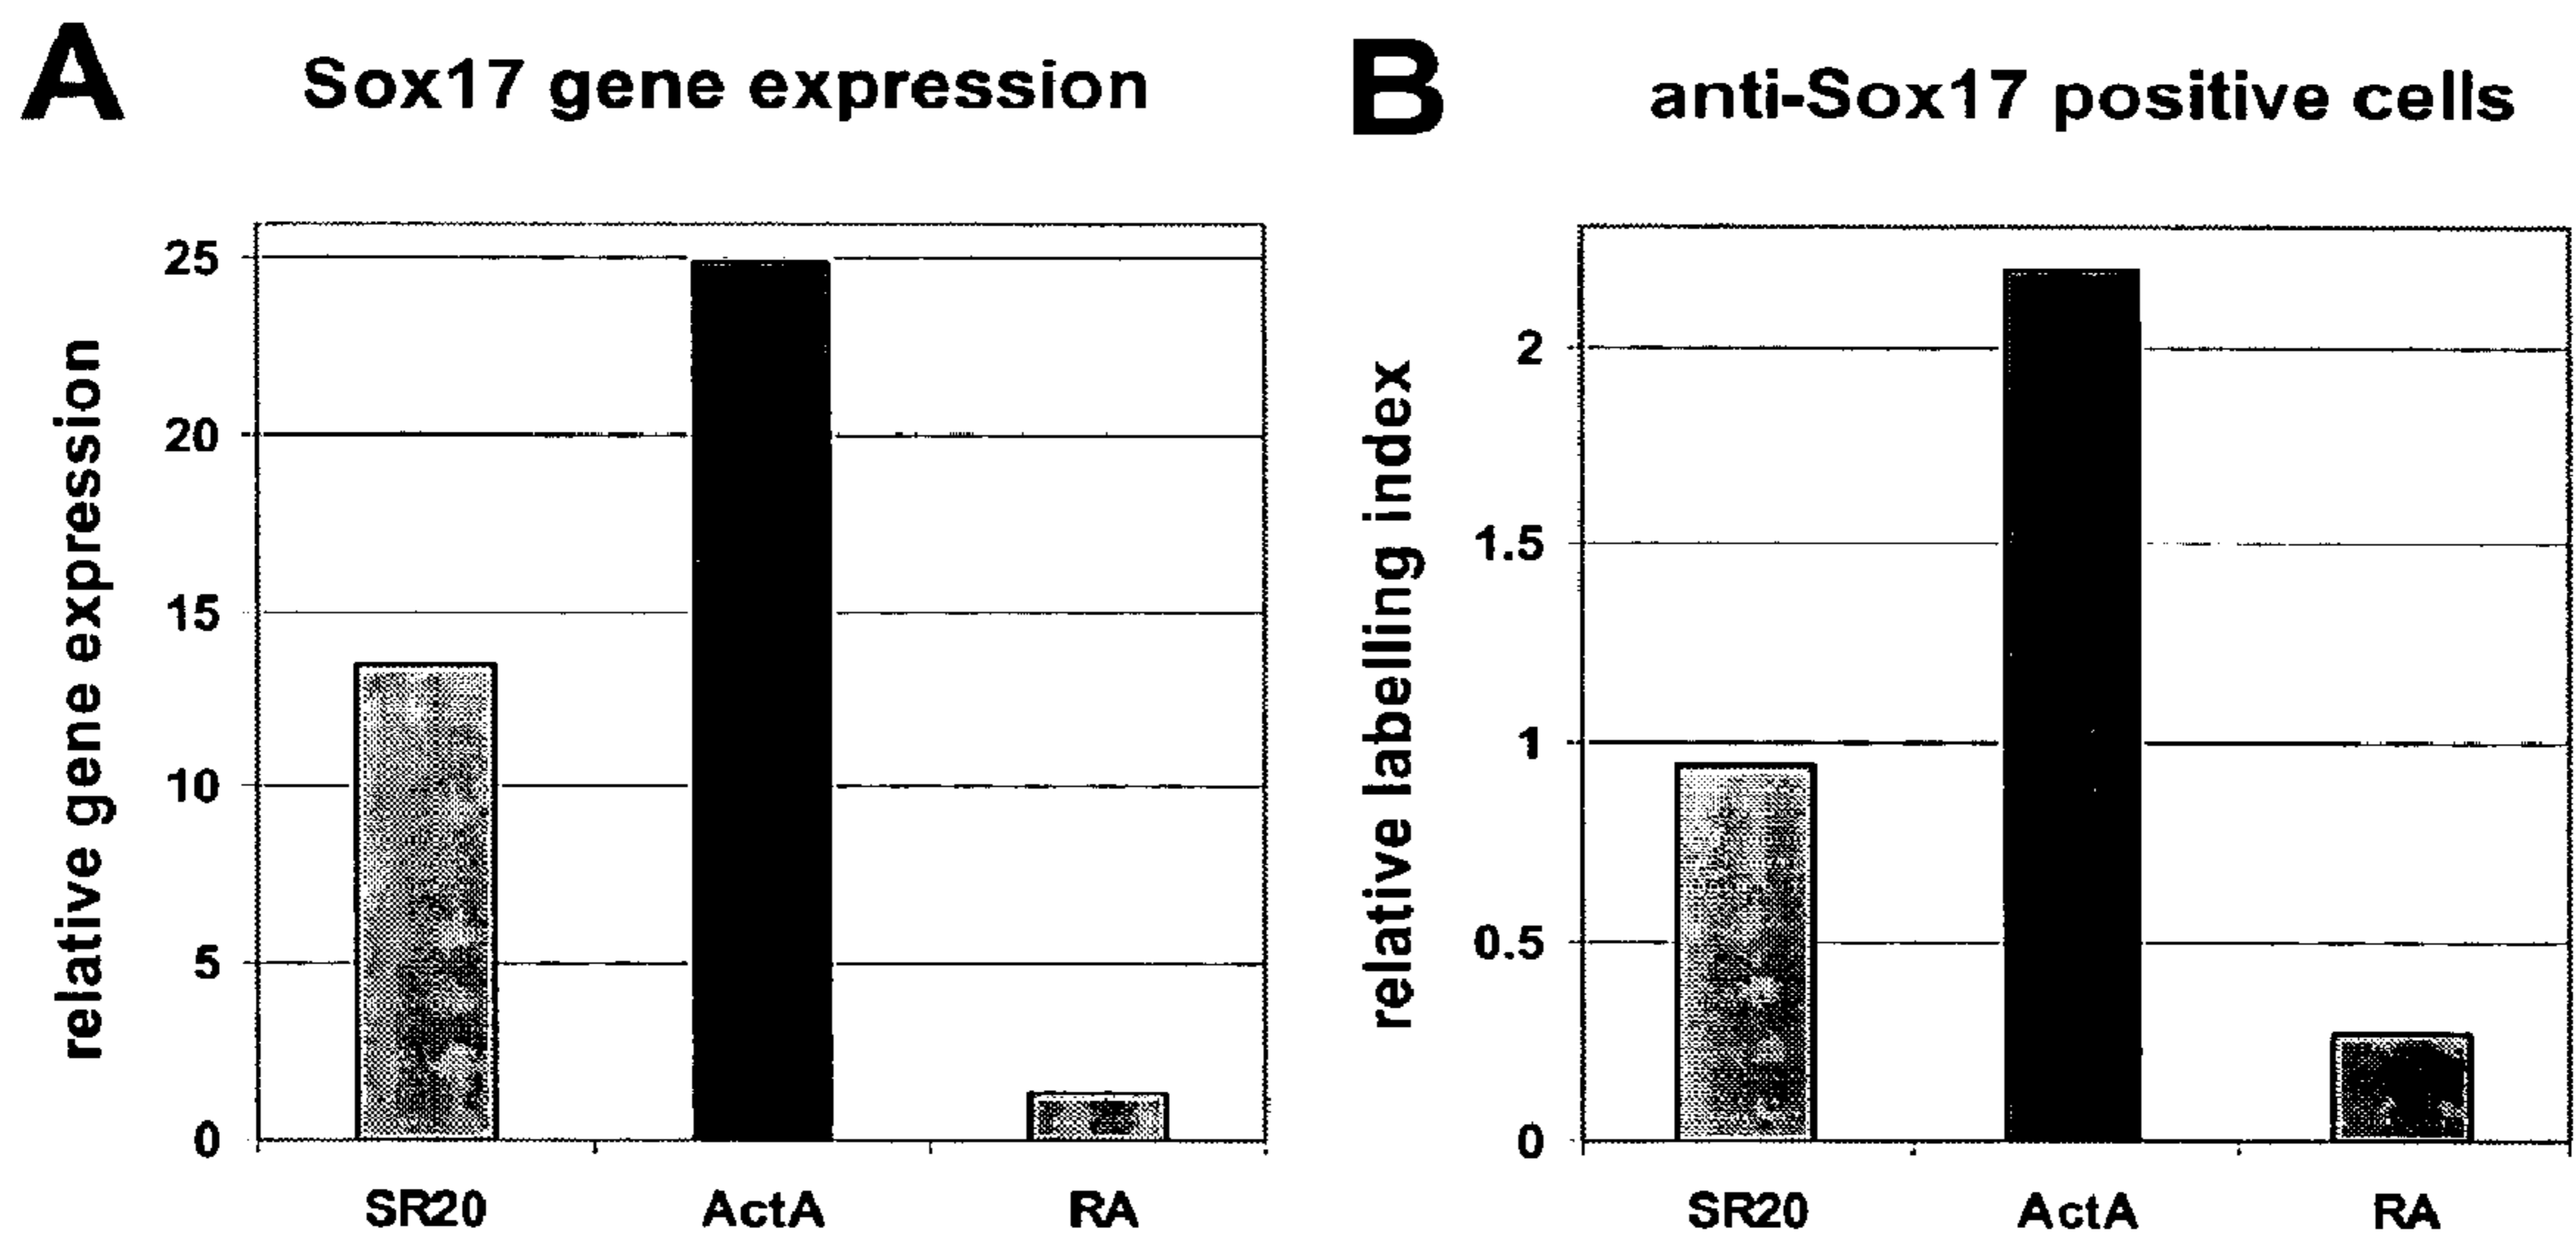 A
Sox17 gene expression
relative gene expression
25
20
15
10
5
0
SR20 ActA RA
B
anti-Sox17 positive cells
relative labelling index
2
1.5
1
0.5
0
SR20 ActA RA